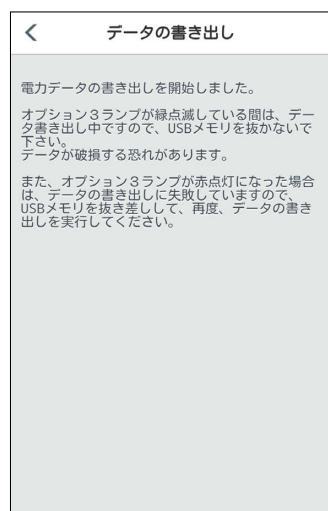 データの書き出し
電力データの書き出しを開始しました。
オプション３ランプが緑点滅している間は、デー
タ書き出し中ですので、USBメモリを抜かないで
下さい。
データが破損する恐れがあります。
また、オプション３ランプが赤点灯になった場合
は、データの書き出しに失敗していますので、
USBメモリを抜き差しして、再度、データの書き
出しを実行してください。